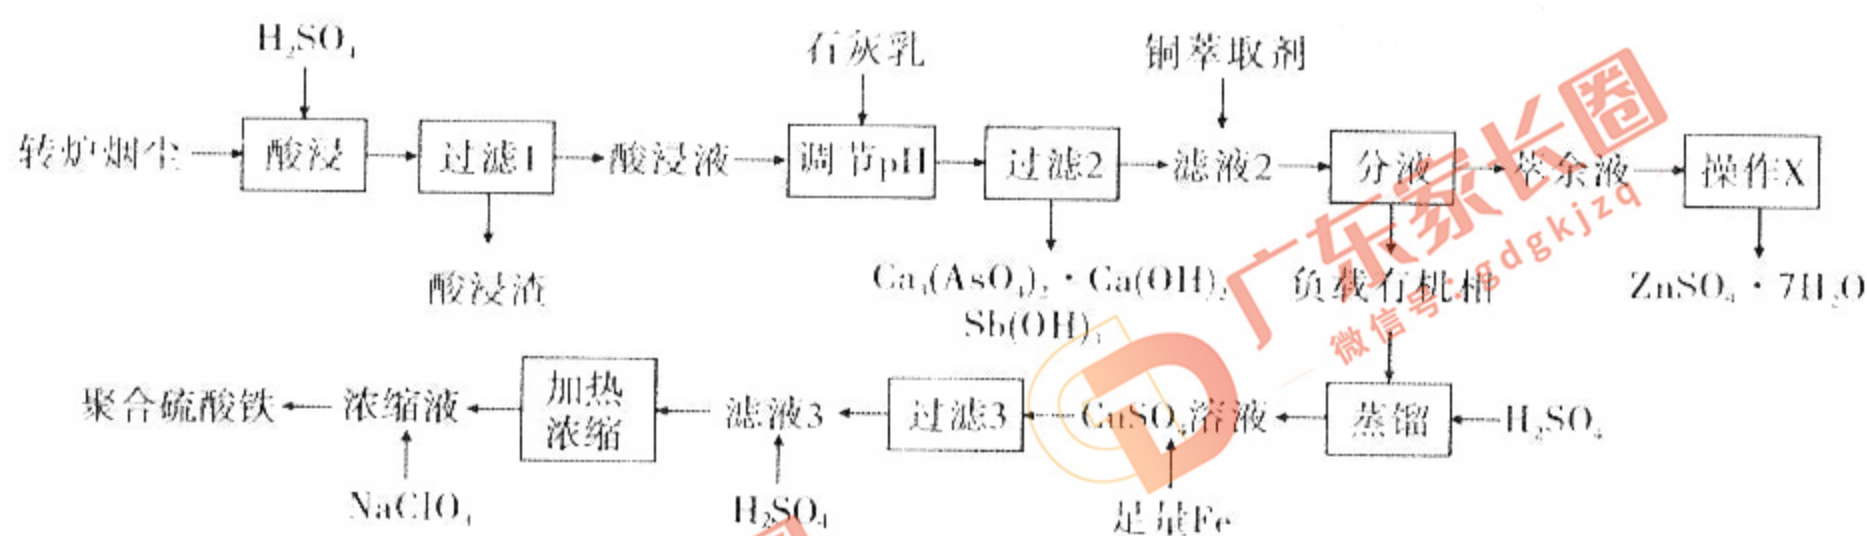 H₂SO₄
石灰乳
铜萃取剂
转炉烟尘
酸浸
过滤1
酸浸液
调节pH
过滤2
滤液2
分液
萃余液
操作X
酸浸渣
Ca₃(AsO₄)₂·Ca(OH)₂
Sb(OH)₃
负载有机相
ZnSO₄·7H₂O
聚合硫酸铁
浓缩液
加热
浓缩
滤液3
过滤3
CuSO₄溶液
蒸馏
H₂SO₄
NaClO₄
H₂SO₄
足量Fe
广东家长圈
微信号:gdgkjzq